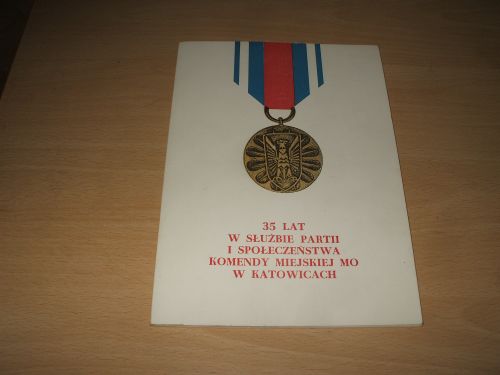 35 LAT
W SŁUŻBIE PARTII
I SPOŁECZEŃSTWA
KOMENDY MIEJSKIEJ MO
W KATOWICACH